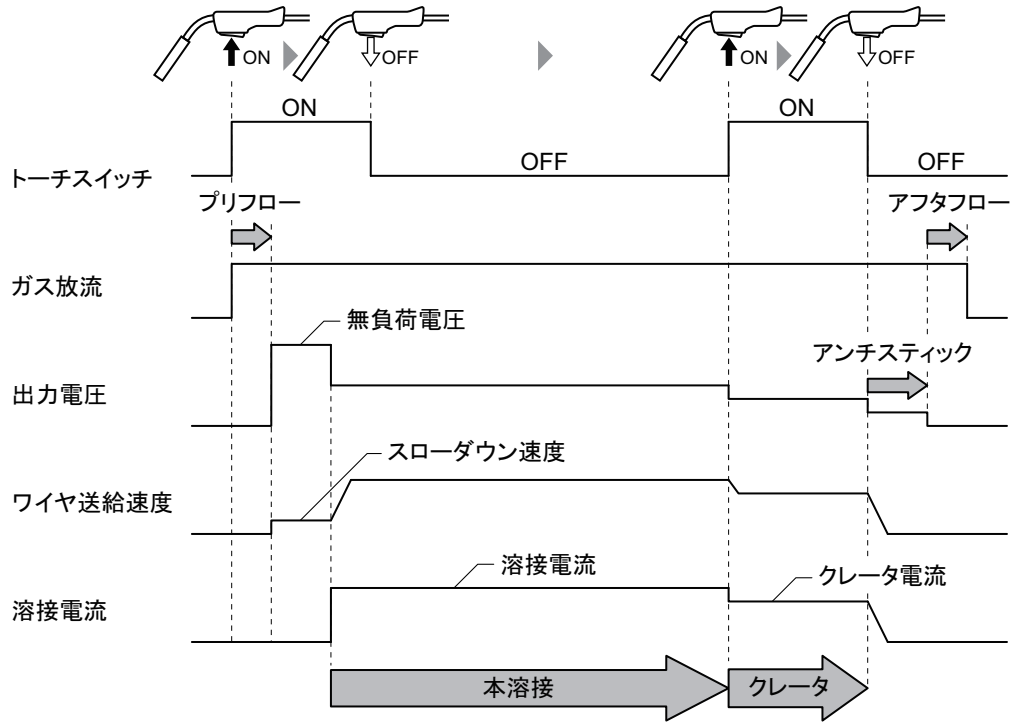 ON
OFF
ON
OFF
ON
ON
OFF
OFF
トーチスイッチ
プリフロー
アフタフロー
ガス放流
無負荷電圧
アンチスティック
出力電圧
スローダウン速度
ワイヤ送給速度
溶接電流
クレータ電流
溶接電流
本溶接
クレータ